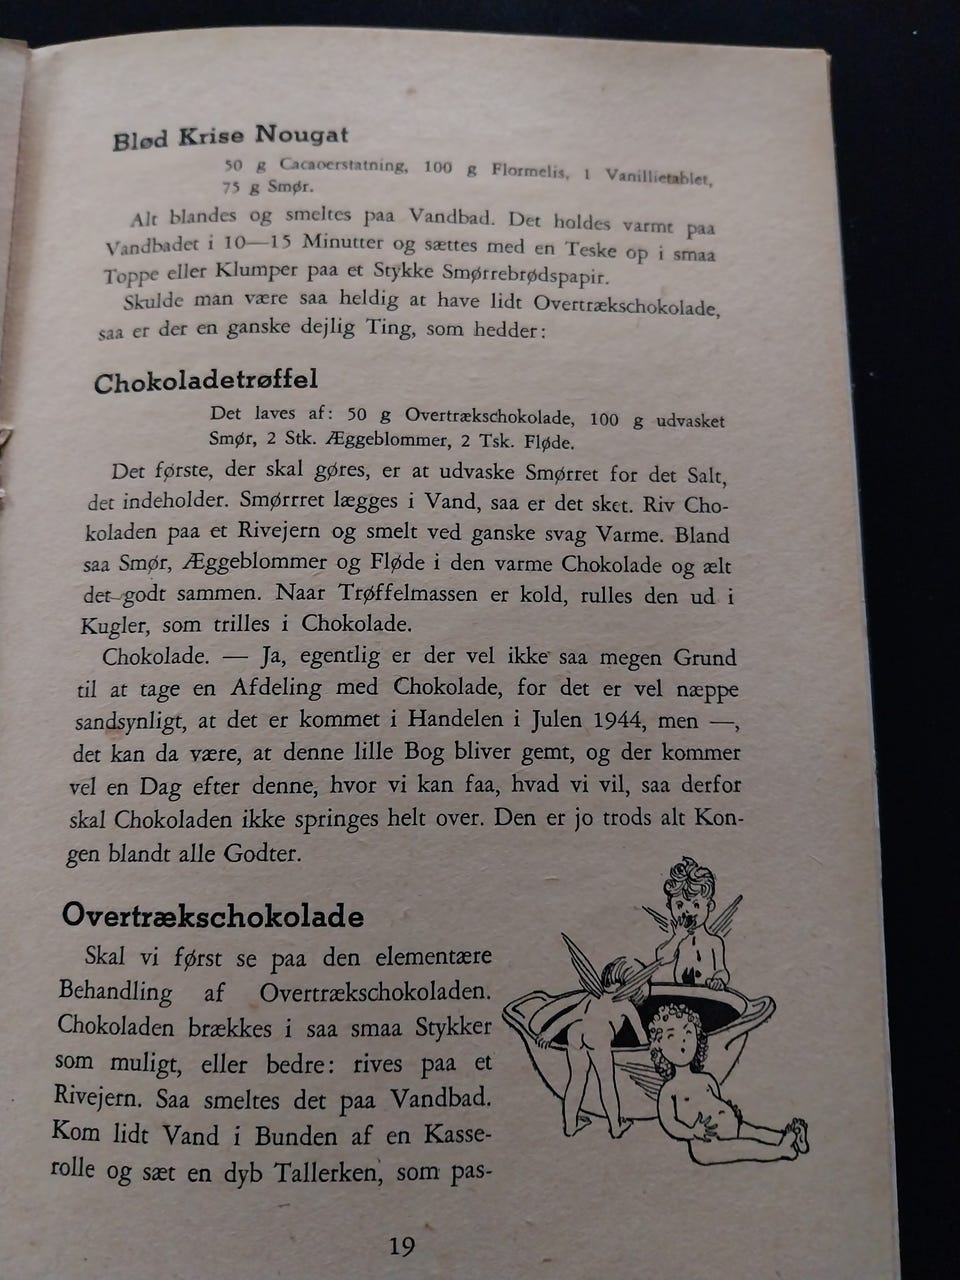 Blød Krise Nougat
50 g Cacaoerstatning, 100 g Flormelis, 1 Vanillietablet,
75 g Smør.
Alt blandes og smeltes paa Vandbad. Det holdes varmt paa
Vandbadet i 10—15 Minutter og sættes med en Teske op i smaa
Toppe eller Klumper paa et Stykke Smørrebrødspapir.
Skulde man være saa heldig at have lidt Overtrækschokolade,
saa er der en ganske dejlig Ting, som hedder:
Chokoladetrøffel
Det laves af: 50 g Overtrækschokolade, 100 g udvasket
Smør, 2 Stk. Æggeblommer, 2 Tsk. Fløde.
Det første, der skal gøres, er at udvaske Smørret for det Salt,
det indeholder. Smørrret lægges i Vand, saa er det sket. Riv Cho-
koladen paa et Rivejern og smelt ved ganske svag Varme. Bland
saa Smør, Æggeblommer og Fløde i den varme Chokolade og ælt
det godt sammen. Naar Trøffelmassen er kold, rulles den ud i
Kugler, som trilles i Chokolade.
Chokolade. — Ja, egentlig er der vel ikke saa megen Grund
til at tage en Afdeling med Chokolade, for det er vel næppe
sandsynligt, at det er kommet i Handelen i Julen 1944, men —,
det kan da være, at denne lille Bog bliver gemt, og der kommer
vel en Dag efter denne, hvor vi kan faa, hvad vi vil, saa derfor
skal Chokoladen ikke springes helt over. Den er jo trods alt Kon-
gen blandt alle Godter.
Overtrækschokolade
Skal vi først se paa den elementære
Behandling af Overtrækschokoladen.
Chokoladen brækkes i saa smaa Stykker
som muligt, eller bedre: rives paa et
Rivejern. Saa smeltes det paa Vandbad.
Kom lidt Vand i Bunden af en Kasse-
rolle og sæt en dyb Tallerken, som pas-
19